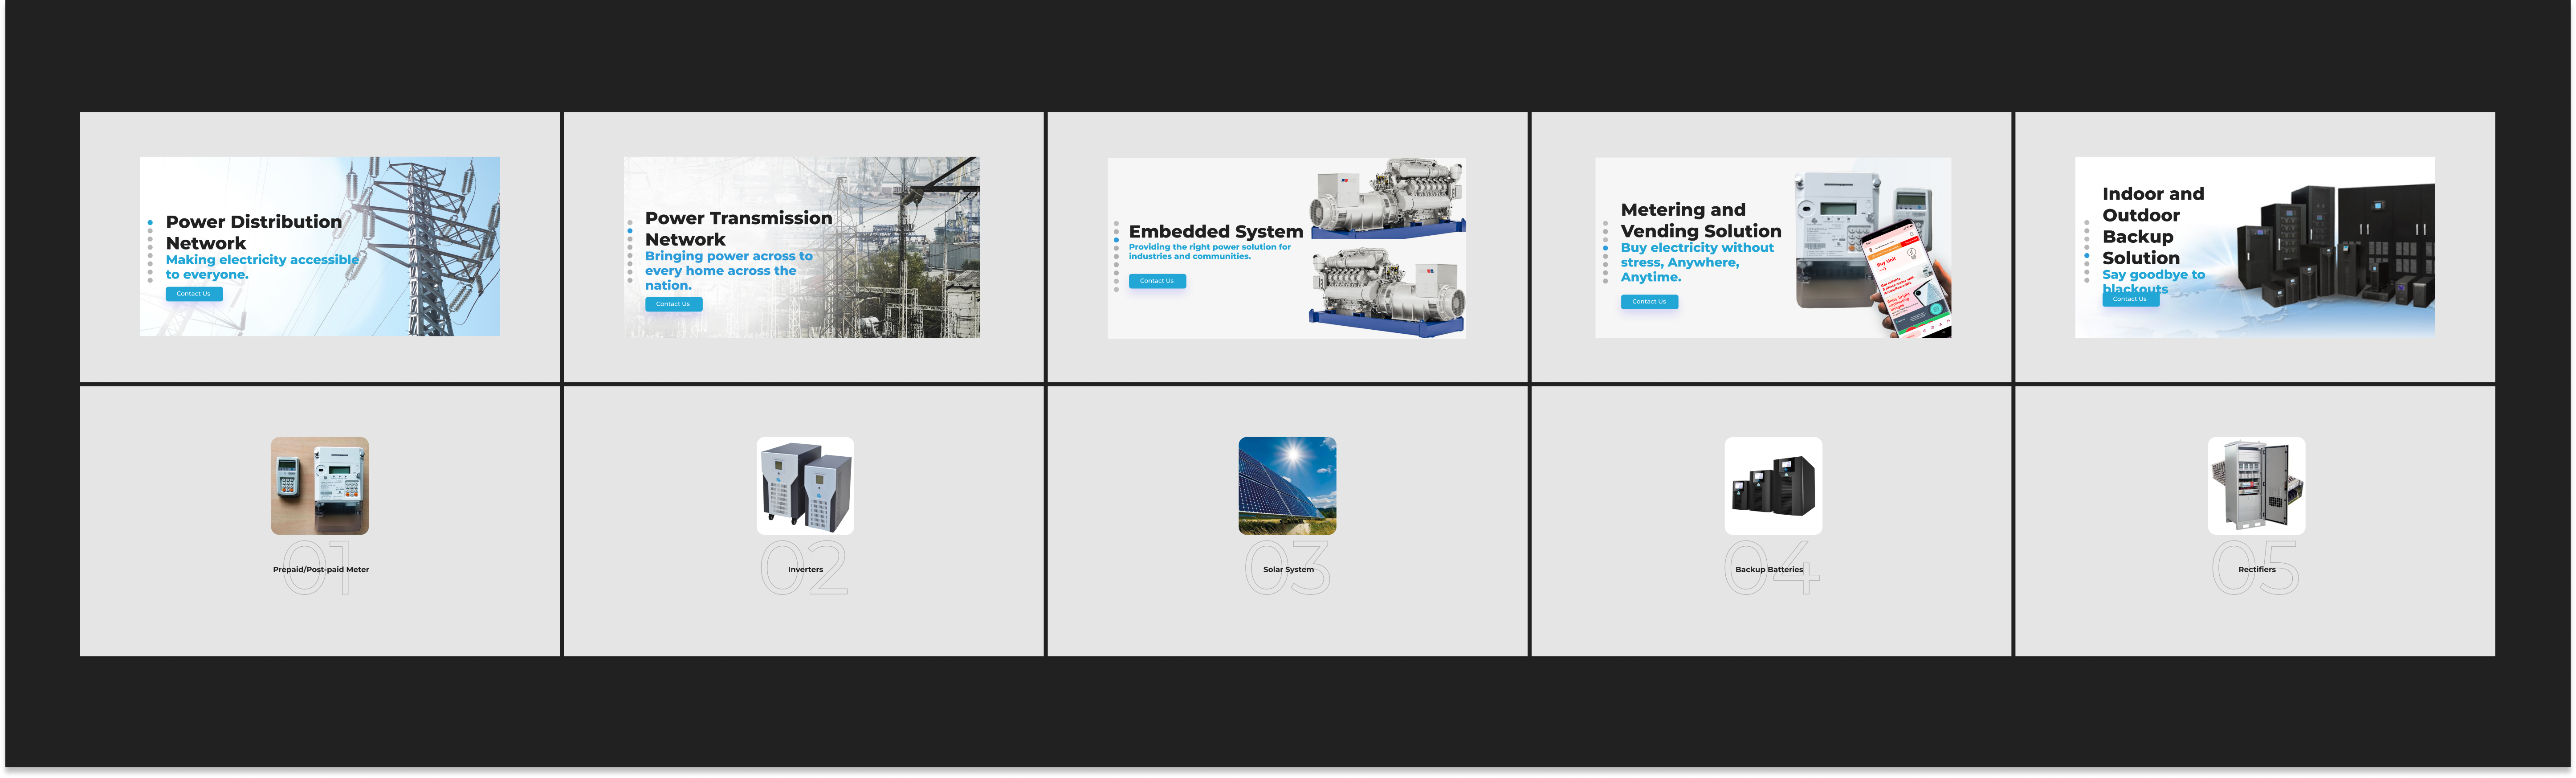 Power Distribution
Network
Making electricity accessible
to everyone.
Contact Us
Power Transmission
Network
Bringing power across to
every home across the
nation.
Contact Us
Embedded System
Providing the right power solution for
industries and communities.
Contact Us
Metering and
Vending Solution
Buy electricity without
stress, Anywhere,
Anytime.
Contact Us
Buy Unit
Indoor and
Outdoor
Backup
Solution
Say goodbye to
blackouts
Contact Us
01
Prepaid/Post-paid Meter
02
Inverters
03
Solar System
04
Backup Batteries
05
Rectifiers